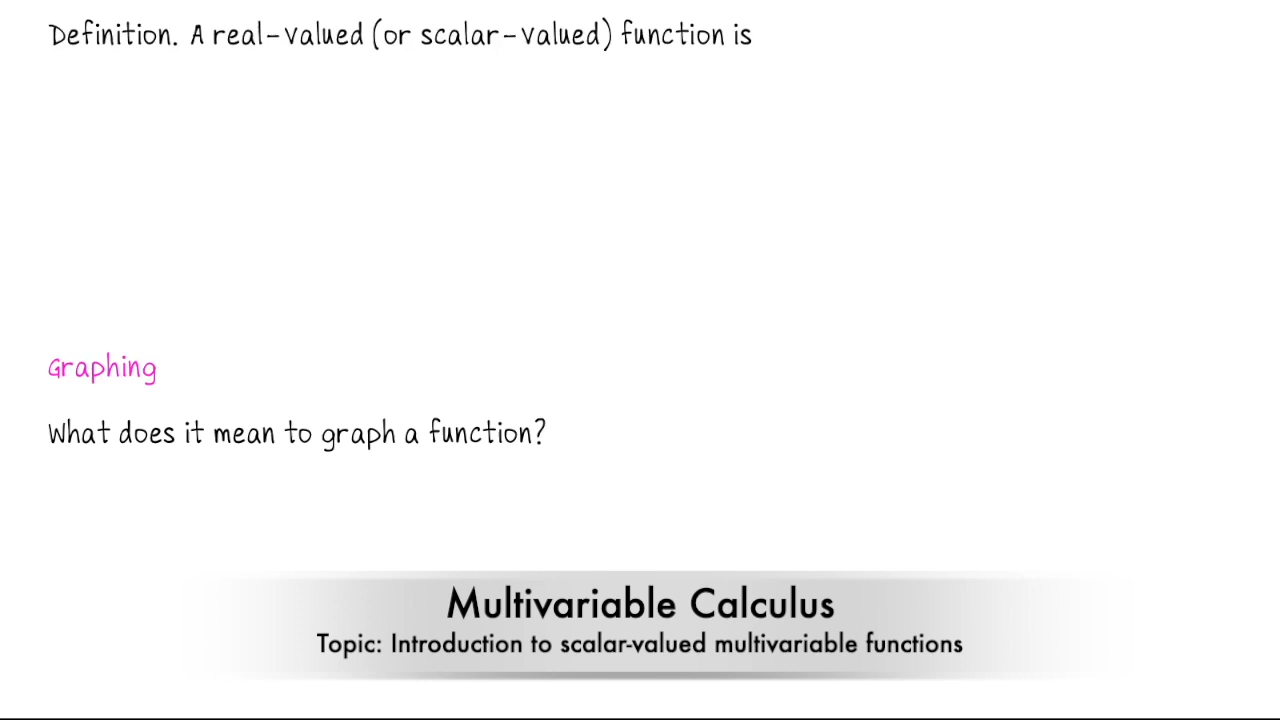 Definition. A real-valued (or scalar-valued) function is
Graphing
What does it mean to graph a function?
Multivariable Calculus
Topic: Introduction to scalar-valued multivariable functions